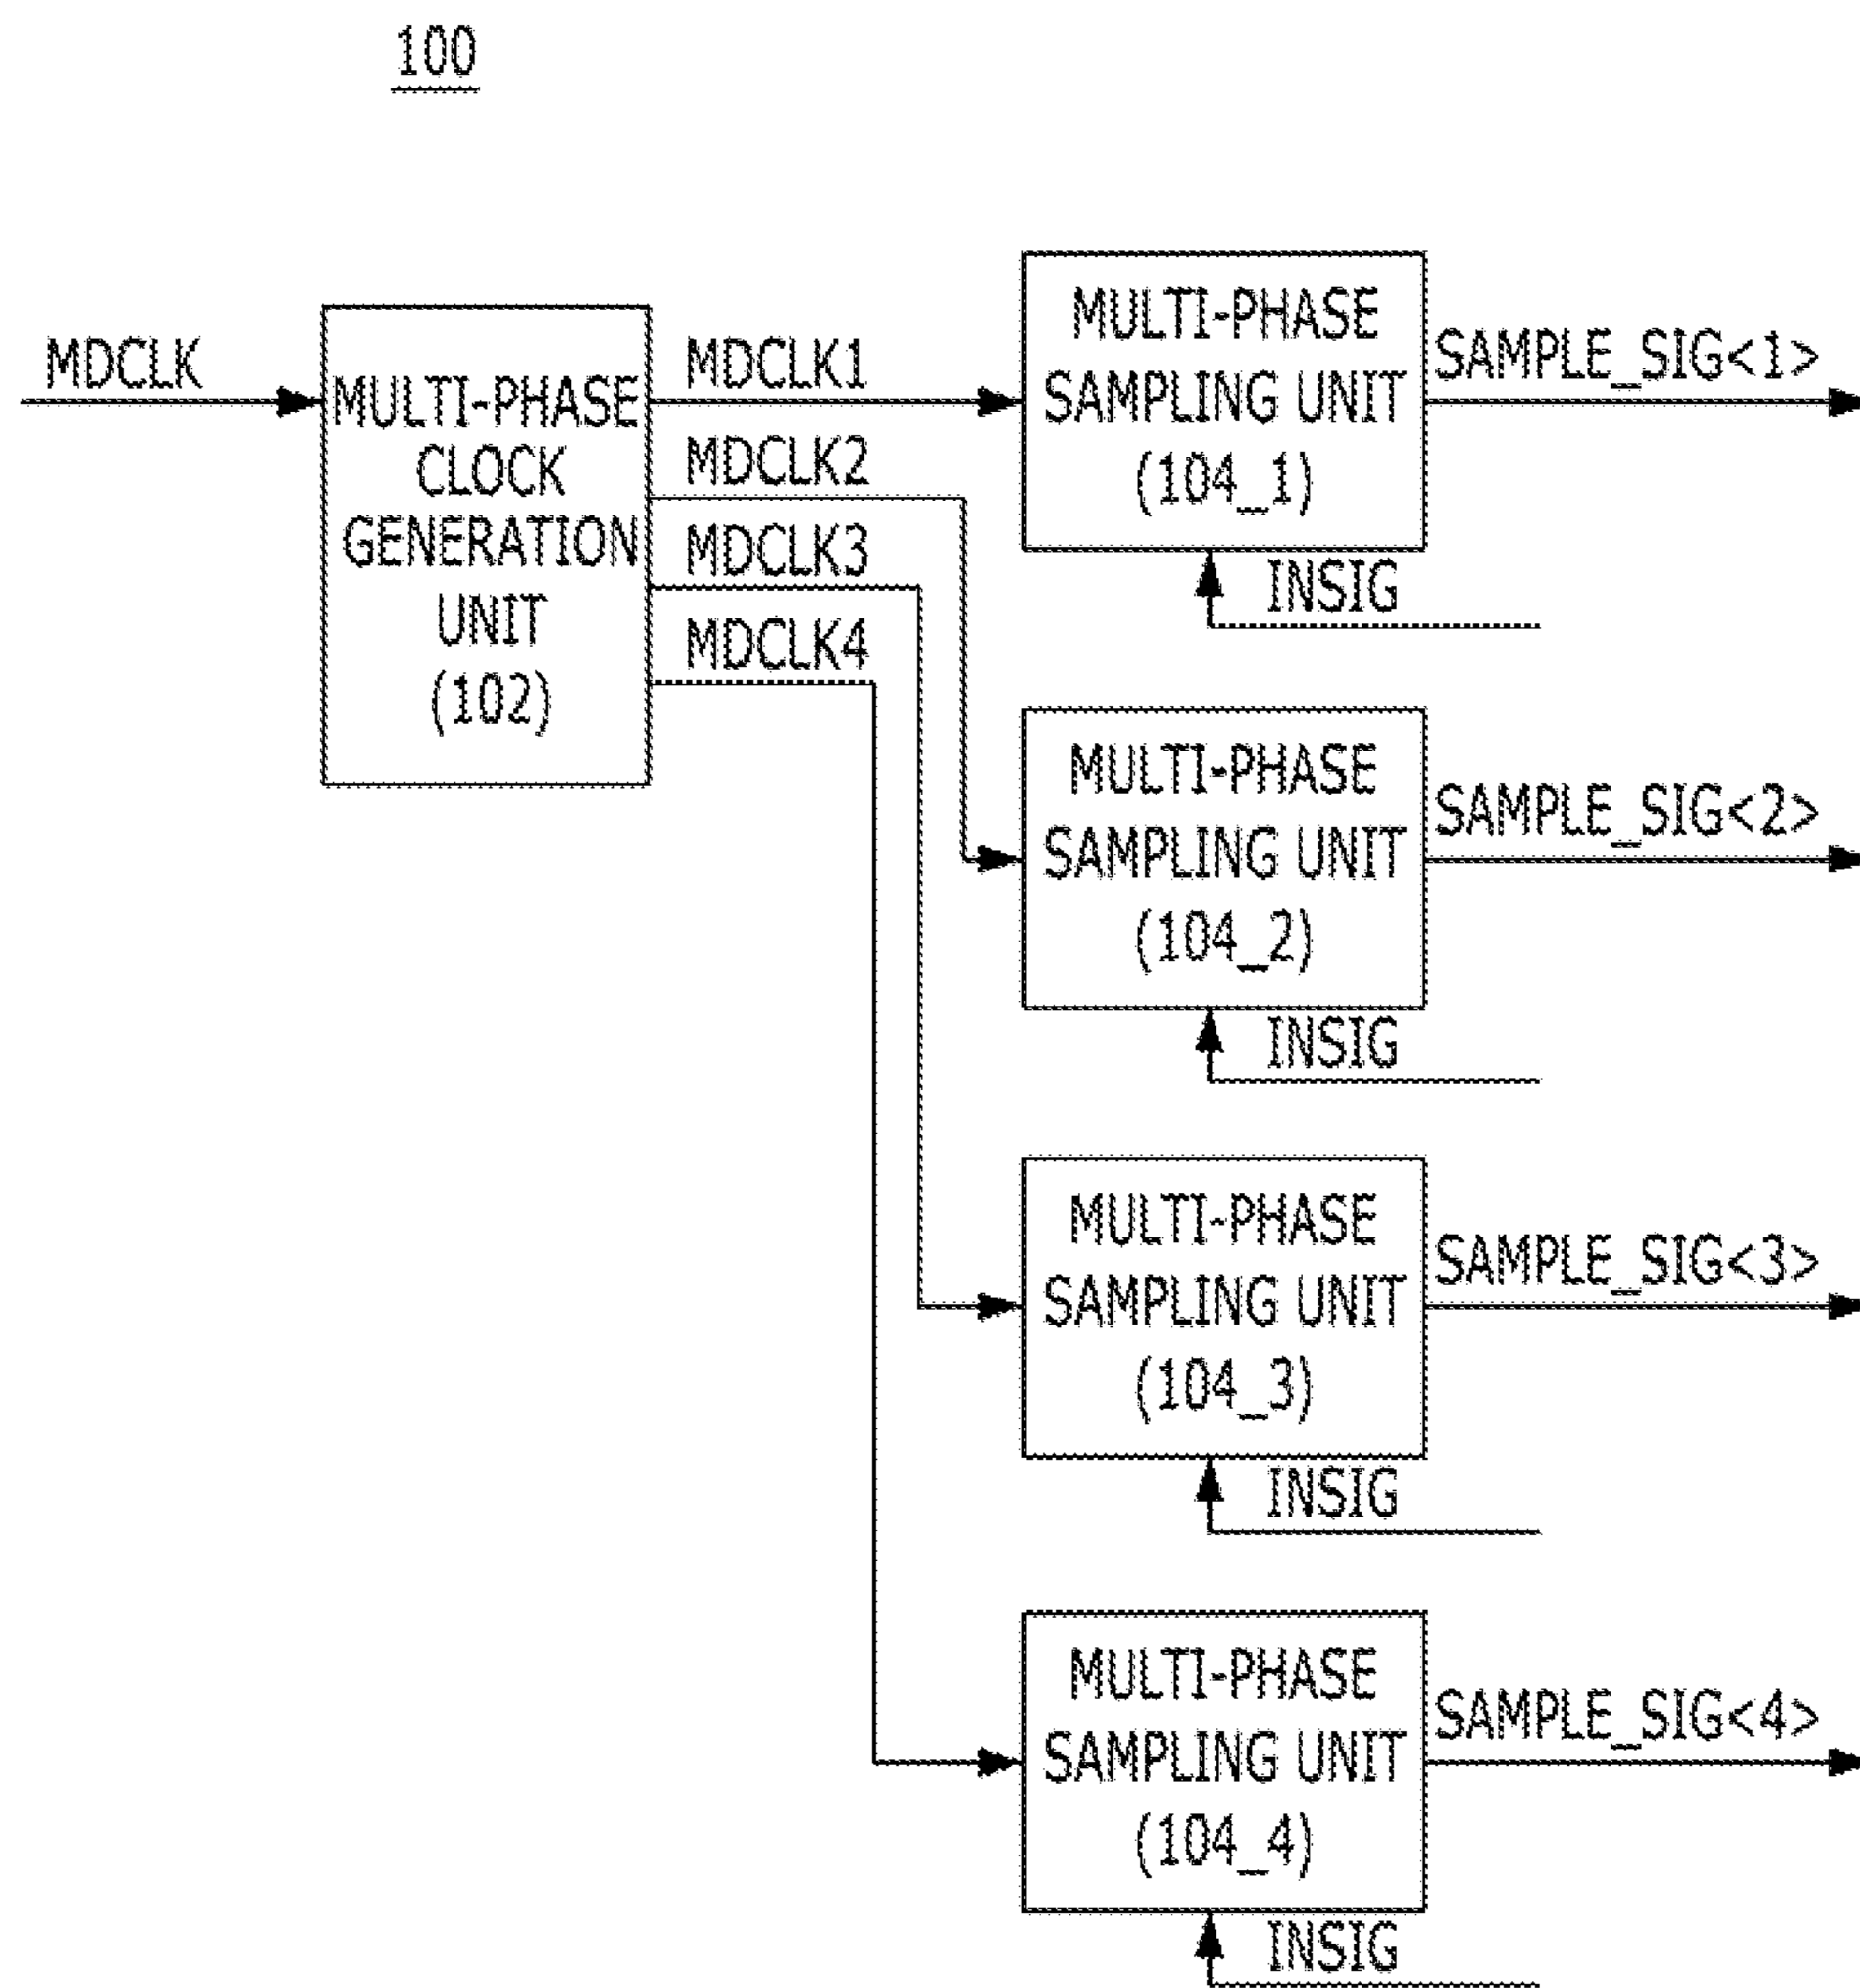 100
MDCLK
MULTI-PHASE
CLOCK
GENERATION
UNIT
(102)
MDCLK1
MDCLK2
MDCLK3
MDCLK4
MULTI-PHASE
SAMPLING UNIT
(104_1)
SAMPLE_SIG<1>
INSIG
MULTI-PHASE
SAMPLING UNIT
(104_2)
SAMPLE_SIG<2>
INSIG
MULTI-PHASE
SAMPLING UNIT
(104_3)
SAMPLE_SIG<3>
INSIG
MULTI-PHASE
SAMPLING UNIT
(104_4)
SAMPLE_SIG<4>
INSIG